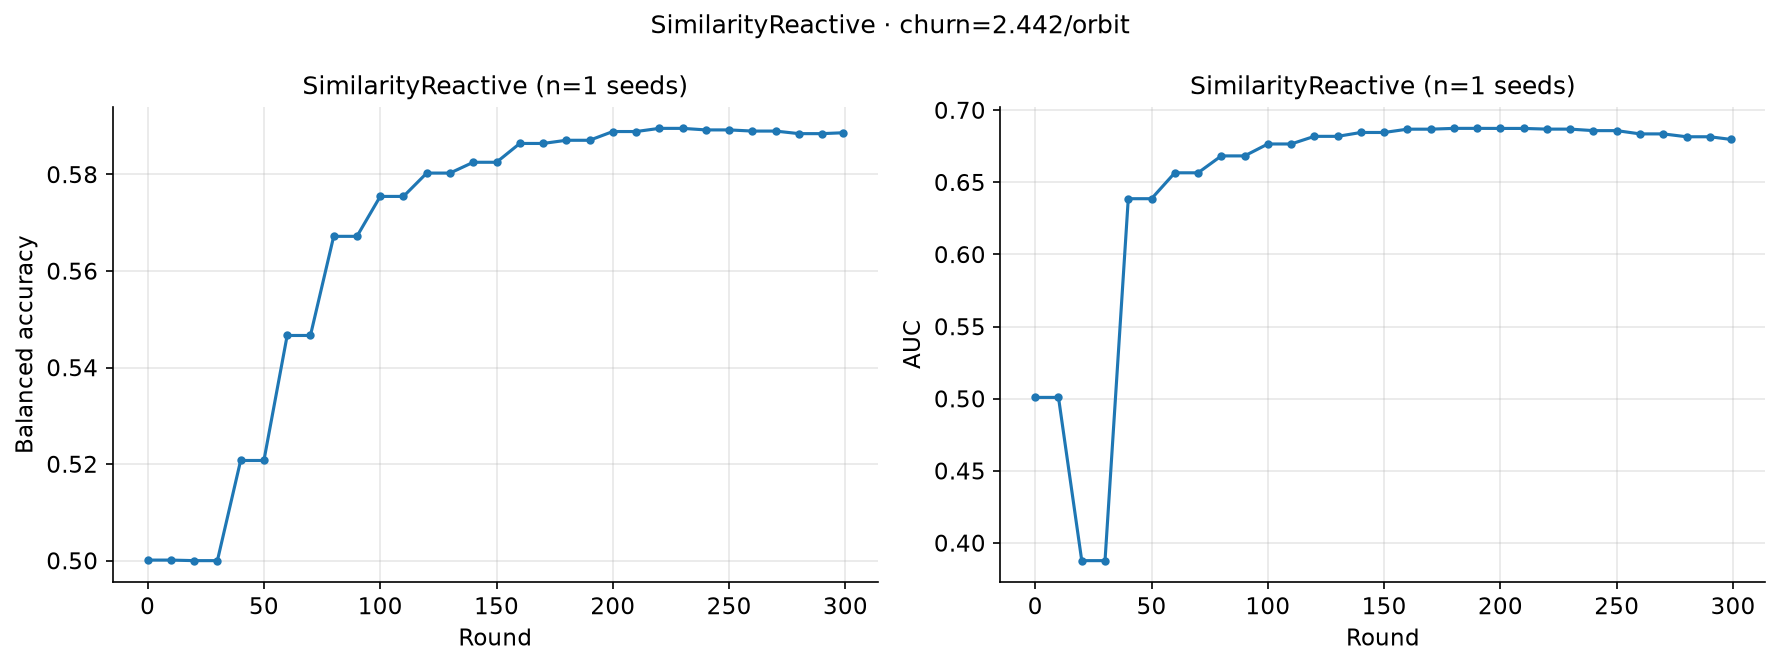 SimilarityReactive · churn=2.442/orbit
SimilarityReactive (n=1 seeds)
Balanced accuracy
0.58
0.56
0.54
0.52
0.50
0 50 100 150 200 250 300
Round
SimilarityReactive (n=1 seeds)
AUC
0.70
0.65
0.60
0.55
0.50
0.45
0.40
0 50 100 150 200 250 300
Round